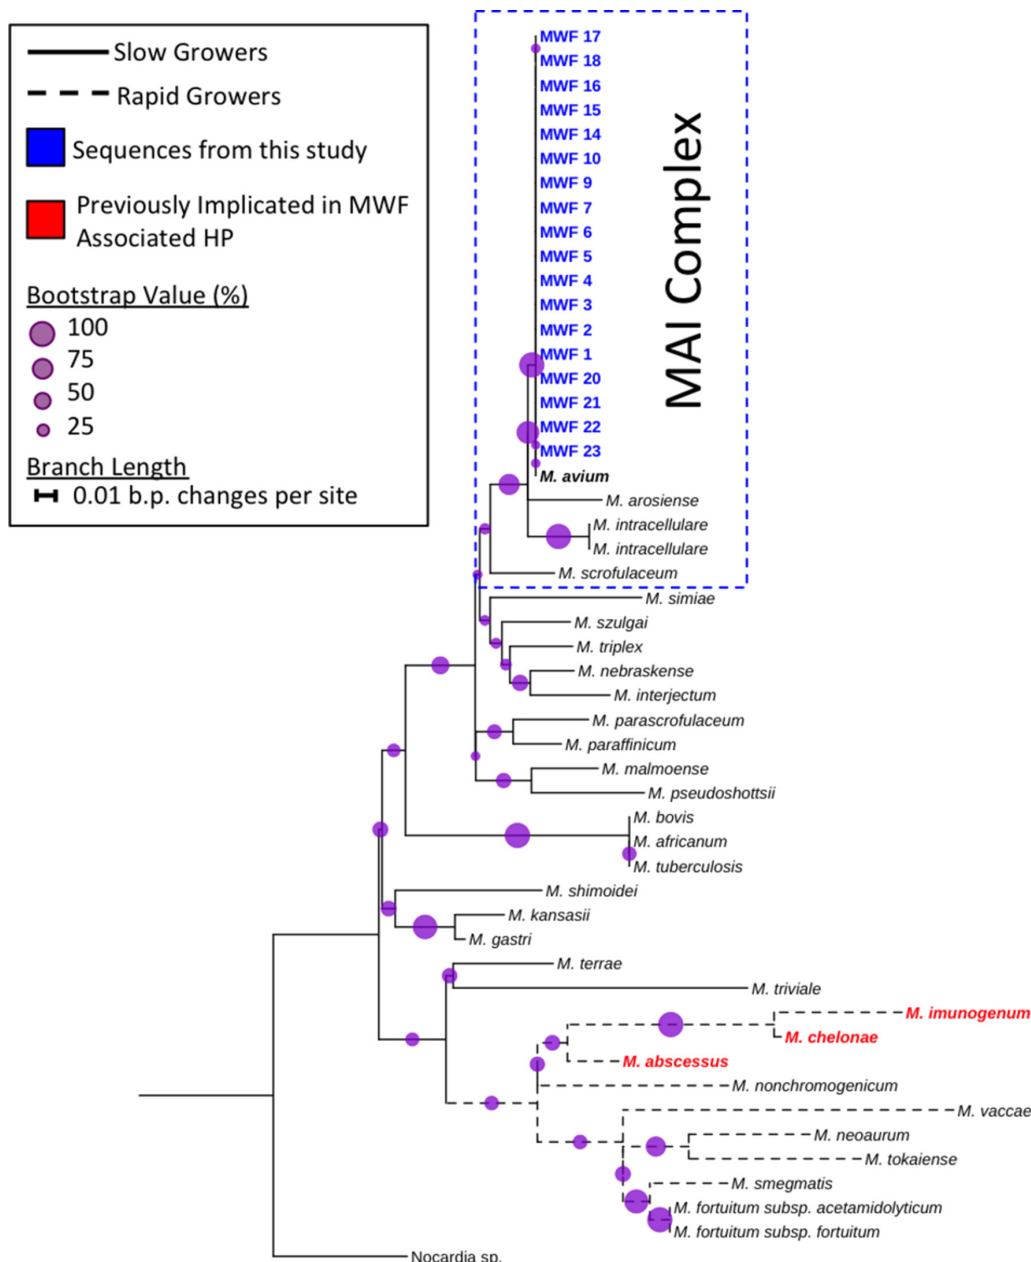 Slow Growers
Rapid Growers
Sequences from this study
Previously Implicated in MWF
Associated HP
Bootstrap Value (%)
100
75
50
25
Branch Length
0.01 b.p. changes per site
MAI Complex
MWF 17
MWF 18
MWF 16
MWF 15
MWF 14
MWF 10
MWF 9
MWF 7
MWF 6
MWF 5
MWF 4
MWF 3
MWF 2
MWF 1
MWF 20
MWF 21
MWF 22
MWF 23
M. avium
M. arosiense
M. intracellulare
M. intracellulare
M. scrofulaceum
M. simiae
M. szulgai
M. triplex
M. nebraskense
M. interjectum
M. parascrofulaceum
M. paraffinicum
M. malmoense
M. pseudoshottsii
M. bovis
M. africanum
M. tuberculosis
M. shimoidei
M. kansasii
M. gastri
M. terrae
M. triviale
M. imunogenum
M. chelonae
M. abscessus
M. nonchromogenicum
M. vaccae
M. neoaurum
M. tokaiense
M. smegmatis
M. fortuitum subsp. acetamidolyticum
M. fortuitum subsp. fortuitum
Nocardia sp.